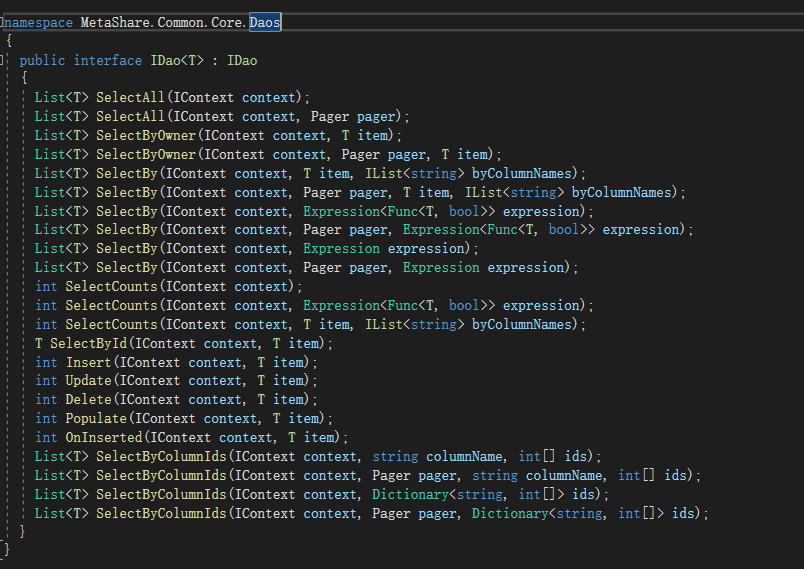 namespace MetaShare.Common.Core.Daos
{
public interface IDao<T> : IDao
{
List<T> SelectAll(IContext context);
List<T> SelectAll(IContext context, Pager pager);
List<T> SelectByOwner(IContext context, T item);
List<T> SelectByOwner(IContext context, Pager pager, T item);
List<T> SelectBy(IContext context, T item, IList<string> byColumnNames);
List<T> SelectBy(IContext context, Pager pager, T item, IList<string> byColumnNames);
List<T> SelectBy(IContext context, Expression<Func<T, bool>> expression);
List<T> SelectBy(IContext context, Pager pager, Expression<Func<T, bool>> expression);
List<T> SelectBy(IContext context, Expression expression);
List<T> SelectBy(IContext context, Pager pager, Expression expression);
int SelectCounts(IContext context);
int SelectCounts(IContext context, Expression<Func<T, bool>> expression);
int SelectCounts(IContext context, T item, IList<string> byColumnNames);
T SelectById(IContext context, T item);
int Insert(IContext context, T item);
int Update(IContext context, T item);
int Delete(IContext context, T item);
int Populate(IContext context, T item);
int OnInserted(IContext context, T item);
List<T> SelectByColumnIds(IContext context, string columnName, int[] ids);
List<T> SelectByColumnIds(IContext context, Pager pager, string columnName, int[] ids);
List<T> SelectByColumnIds(IContext context, Dictionary<string, int[]> ids);
List<T> SelectByColumnIds(IContext context, Pager pager, Dictionary<string, int[]> ids);
}
}